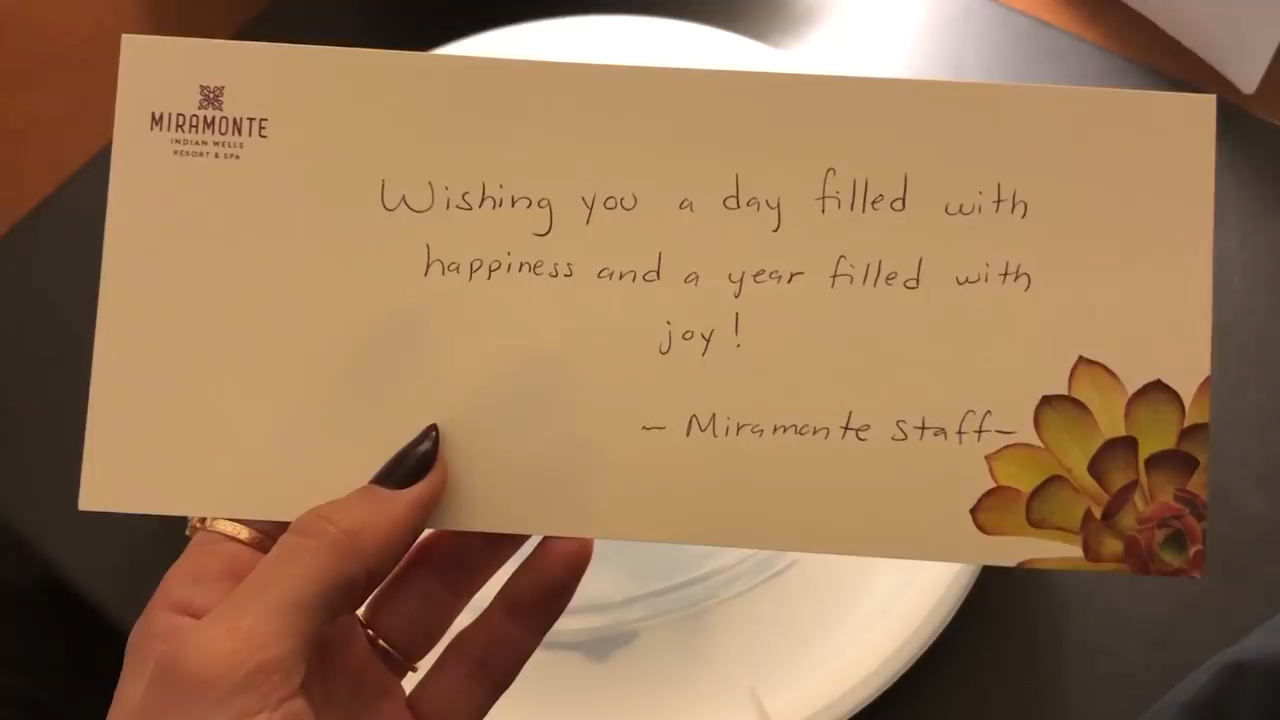 MIRAMONTE
INDIAN WELLS
RESORT & SPA
Wishing you a day filled with
happiness and a year filled with
joy!
~ Miramonte staff~